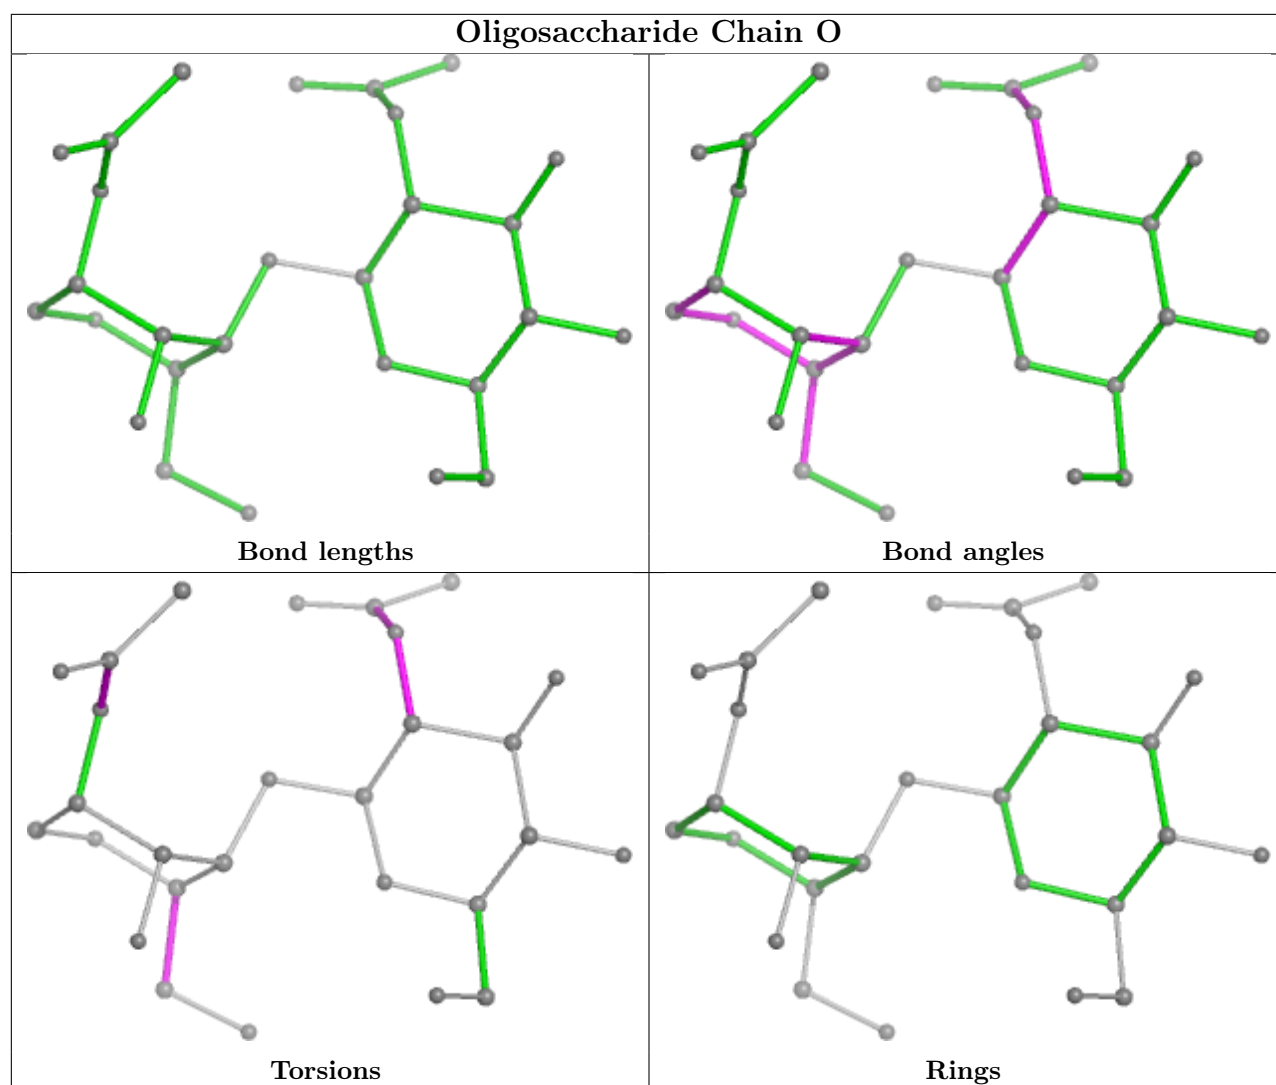 Oligosaccharide Chain O
Bond lengths
Bond angles
Torsions
Rings